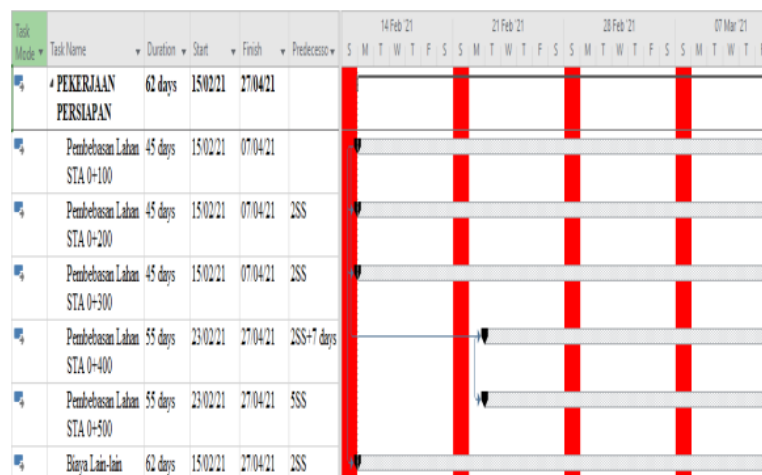 Task Mode Task Name Duration Start Finish Predecesso
14 Feb '21 21 Feb '21 28 Feb '21 07 Mar '21
S M T W T F S S M T W T F S S M T W T F S S M T W T F
PEKERJAAN PERSIAPAN 62 days 15/02/21 27/04/21
Pembebasan Lahan STA 0+100 45 days 15/02/21 07/04/21
Pembebasan Lahan STA 0+200 45 days 15/02/21 07/04/21 2SS
Pembebasan Lahan STA 0+300 45 days 15/02/21 07/04/21 2SS
Pembebasan Lahan STA 0+400 55 days 23/02/21 27/04/21 2SS+7 days
Pembebasan Lahan STA 0+500 55 days 23/02/21 27/04/21 5SS
Biaya Lain-lain 62 days 15/02/21 27/04/21 2SS